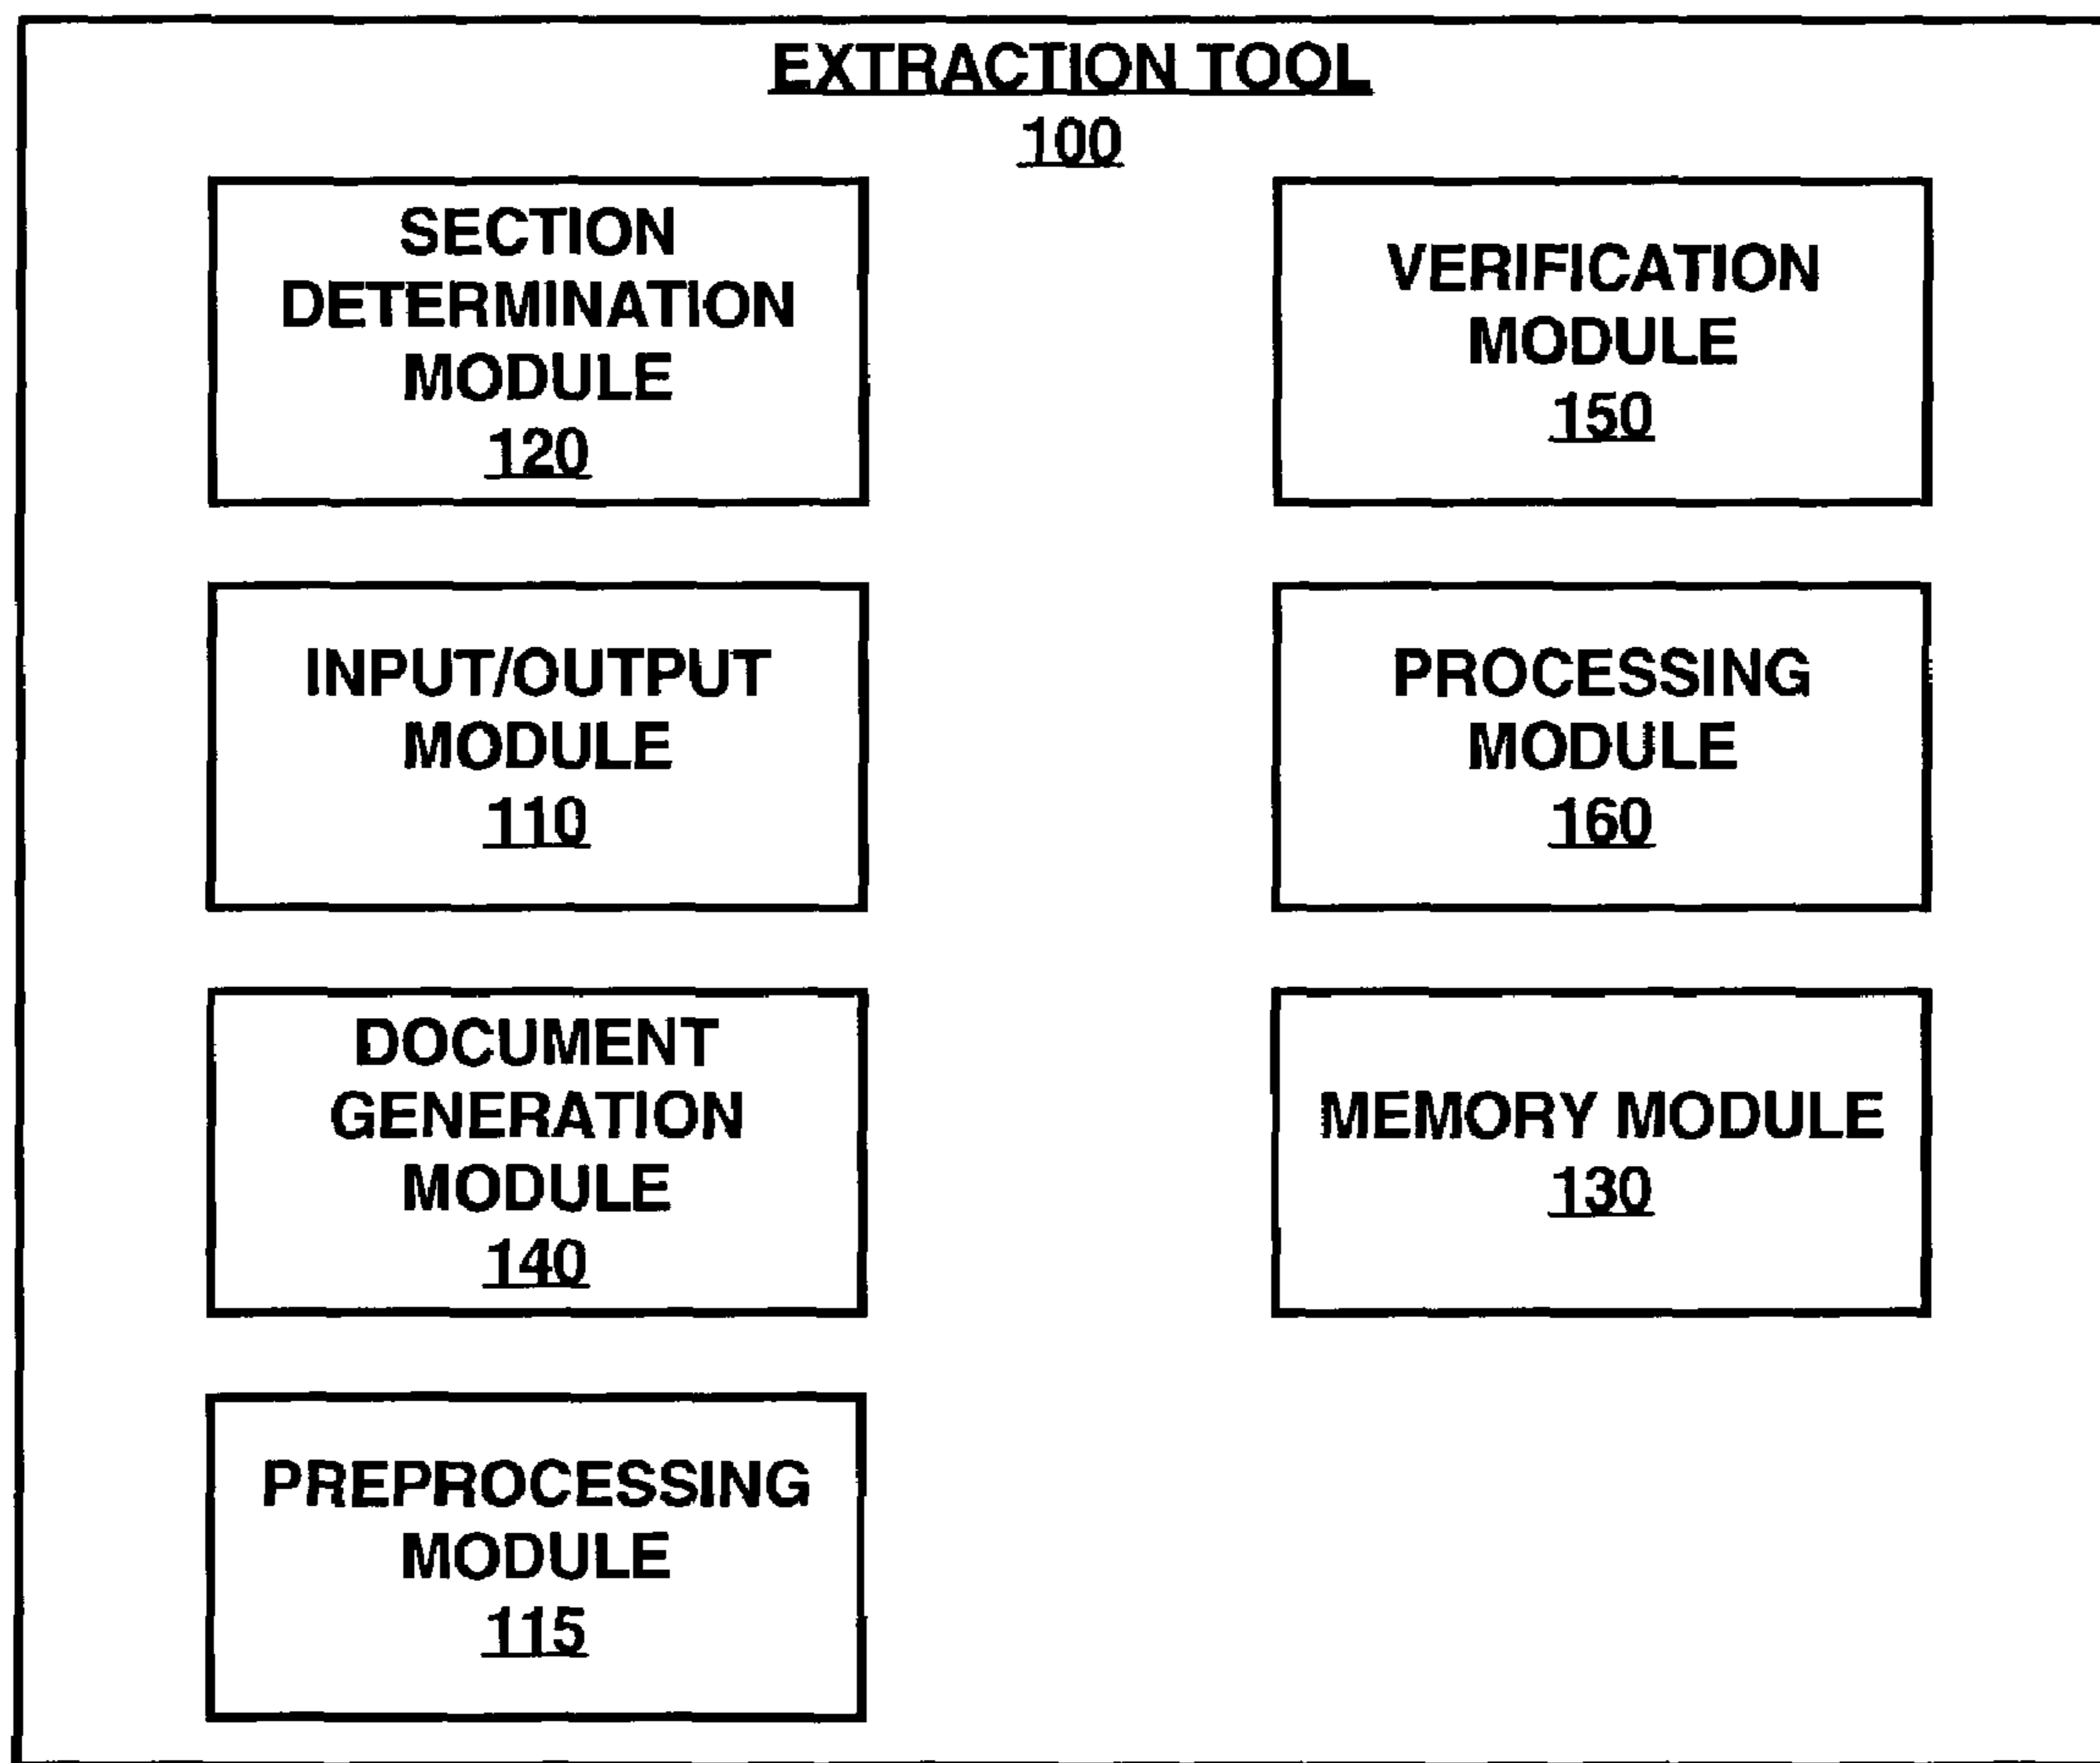 EXTRACTION TOOL
100
SECTION
DETERMINATION
MODULE
120
VERIFICATION
MODULE
150
INPUT/OUTPUT
MODULE
110
PROCESSING
MODULE
160
DOCUMENT
GENERATION
MODULE
140
MEMORY MODULE
130
PREPROCESSING
MODULE
115